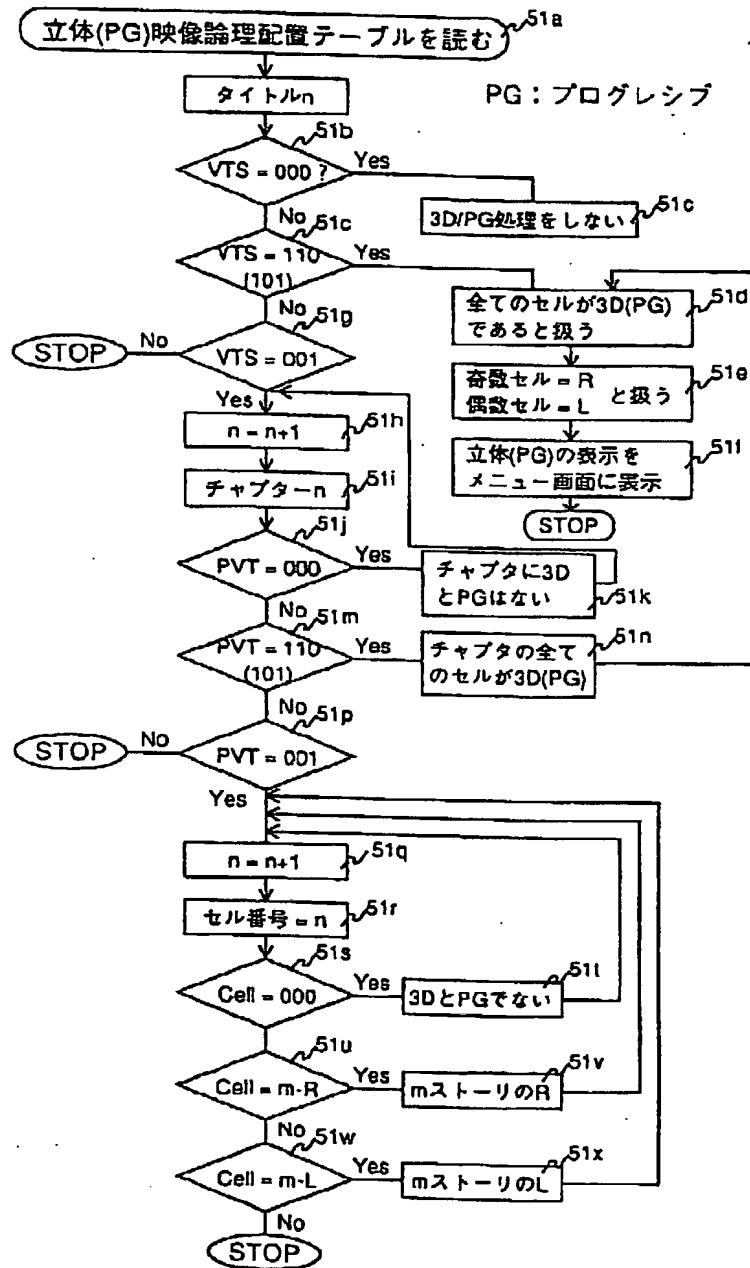 立体(PG)映像論理配置テーブルを読む
51a
タイトルn
PG：プログレシブ
51b
VTS = 000 ?
Yes
No
3D/PG処理をしない
51c
51c
VTS = 110
(101)
Yes
No
51g
全てのセルが3D(PG)
であると扱う
51d
STOP
No
VTS = 001
Yes
奇数セル = R
偶数セル = L
と扱う
51e
n = n+1
51h
立体(PG)の表示を
メニュー画面に表示
51f
チャプターn
51i
STOP
51j
PVT = 000
Yes
No
チャプタに3D
とPGはない
51k
51m
PVT = 110
(101)
Yes
No
チャプタの全て
のセルが3D(PG)
51n
51p
STOP
No
PVT = 001
Yes
n = n+1
51q
セル番号 = n
51r
51s
Cell = 000
Yes
3DとPGでない
51t
51u
Cell = m-R
Yes
No
mストーリのR
51v
51w
Cell = m-L
Yes
No
mストーリのL
51x
STOP